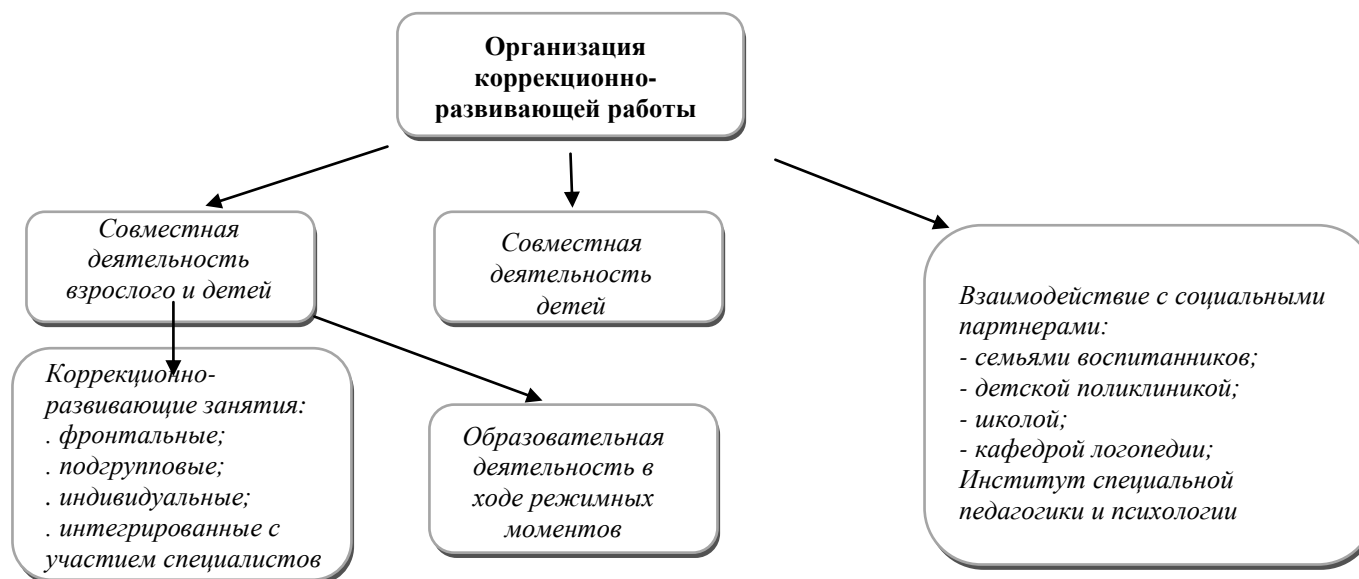 Организация
коррекционно-
развивающей работы
Совместная
деятельность
взрослого и детей
Совместная
деятельность
детей
Взаимодействие с социальными
партнерами:
- семьями воспитанников;
- детской поликлиникой;
- школой;
- кафедрой логопедии;
Институт специальной
педагогики и психологии
Коррекционно-
развивающие занятия:
. фронтальные;
. подгрупповые;
. индивидуальные;
. интегрированные с
участием специалистов
Образовательная
деятельность в
ходе режимных
моментов